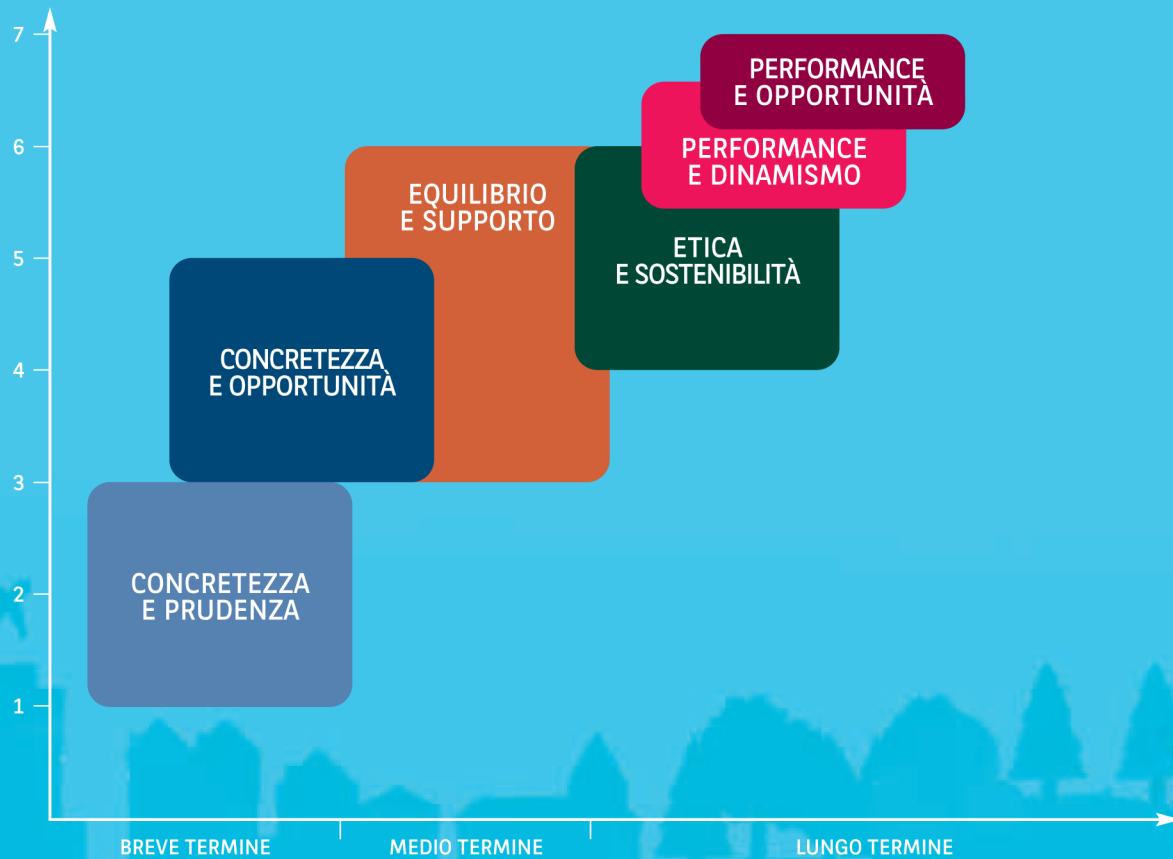 7
PERFORMANCE
E OPPORTUNITÀ
6
PERFORMANCE
E DINAMISMO
EQUILIBRIO
E SUPPORTO
5
ETICA
E SOSTENIBILITÀ
4
CONCRETEZZA
E OPPORTUNITÀ
3
2
CONCRETEZZA
E PRUDENZA
1
BREVE TERMINE
MEDIO TERMINE
LUNGO TERMINE